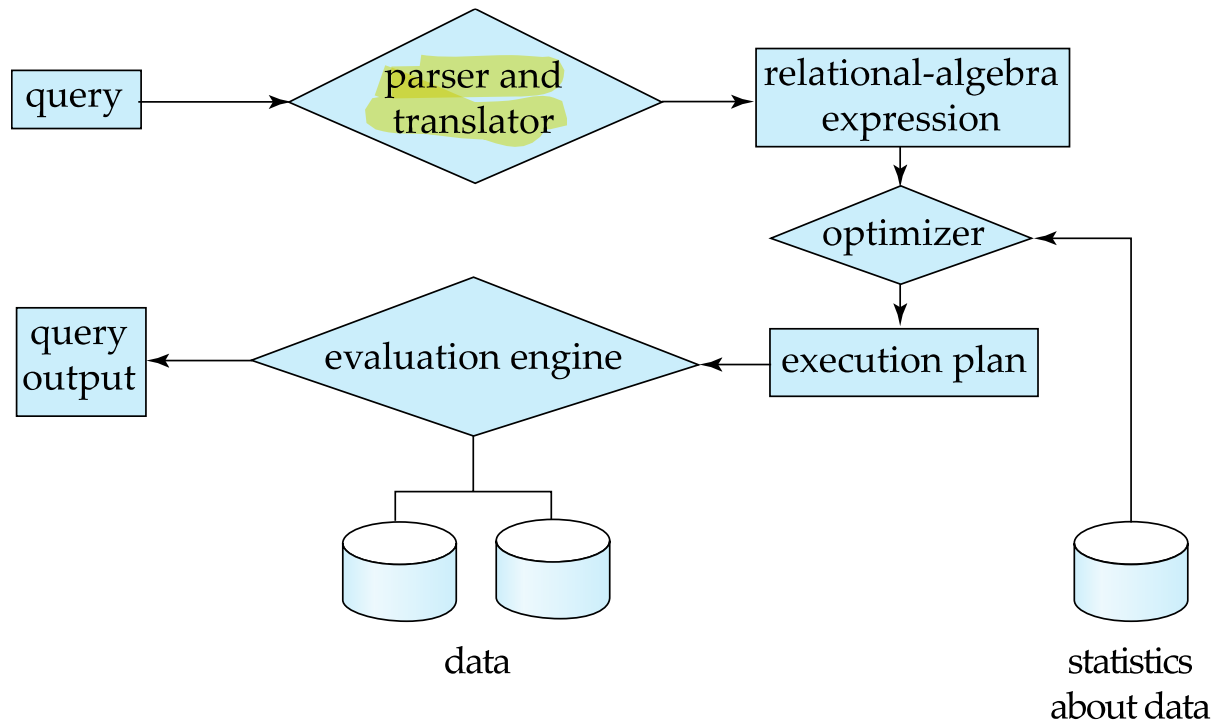 query
parser and
translator
relational-algebra
expression
optimizer
query
output
evaluation engine
execution plan
data
statistics
about data